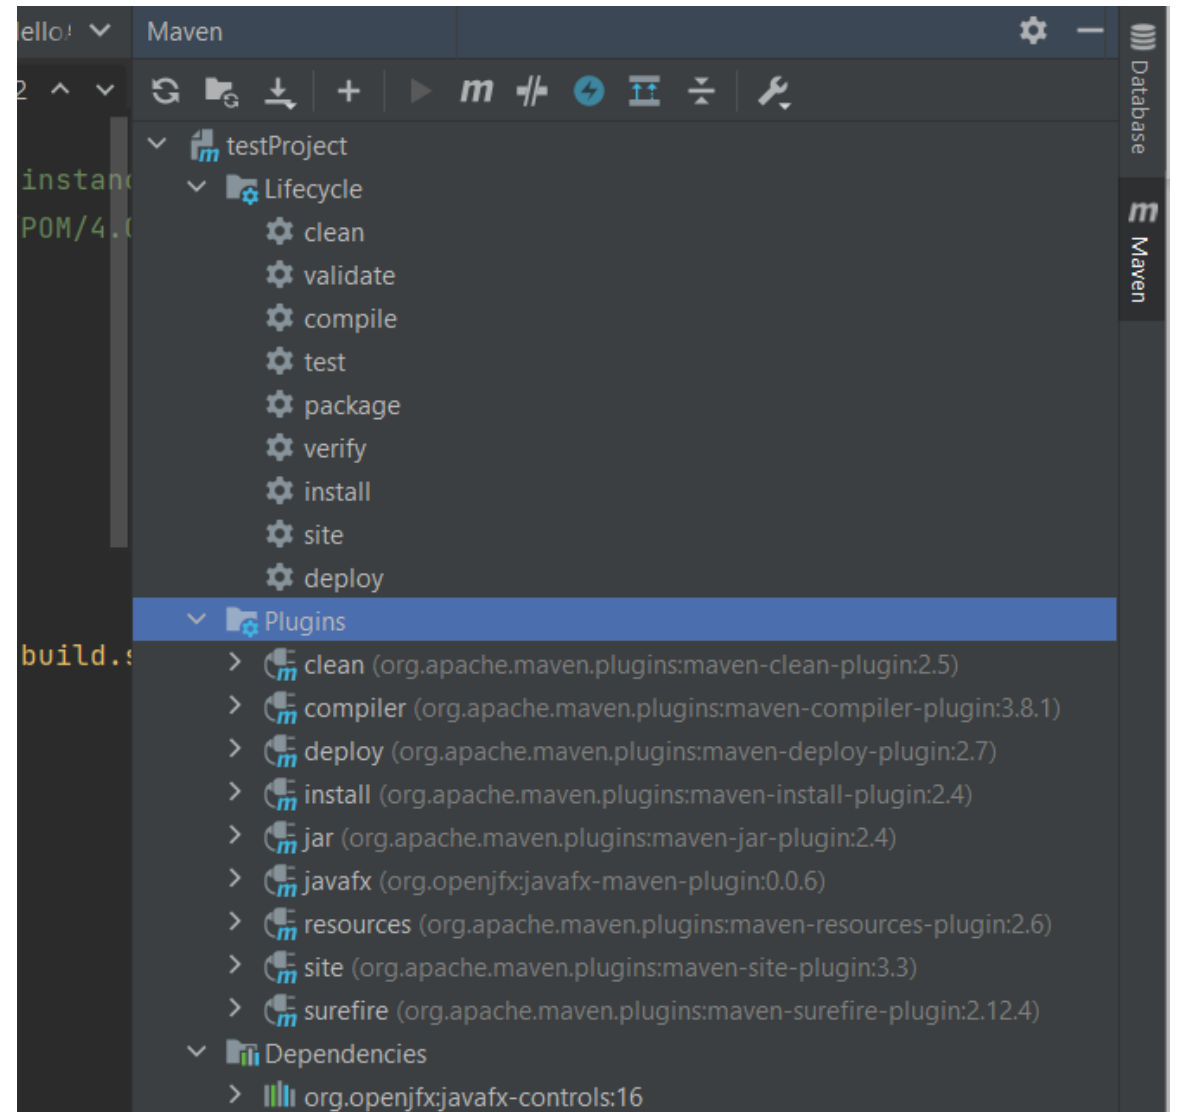 Maven
testProject
Lifecycle
clean
validate
compile
test
package
verify
install
site
deploy
Plugins
clean (org.apache.maven.plugins:maven-clean-plugin:2.5)
compiler (org.apache.maven.plugins:maven-compiler-plugin:3.8.1)
deploy (org.apache.maven.plugins:maven-deploy-plugin:2.7)
install (org.apache.maven.plugins:maven-install-plugin:2.4)
jar (org.apache.maven.plugins:maven-jar-plugin:2.4)
javafx (org.openjfx:javafx-maven-plugin:0.0.6)
resources (org.apache.maven.plugins:maven-resources-plugin:2.6)
site (org.apache.maven.plugins:maven-site-plugin:3.3)
surefire (org.apache.maven.plugins:maven-surefire-plugin:2.12.4)
Dependencies
org.openjfx:javafx-controls:16
2
instan
POM/4.
build.
Database
m Maven